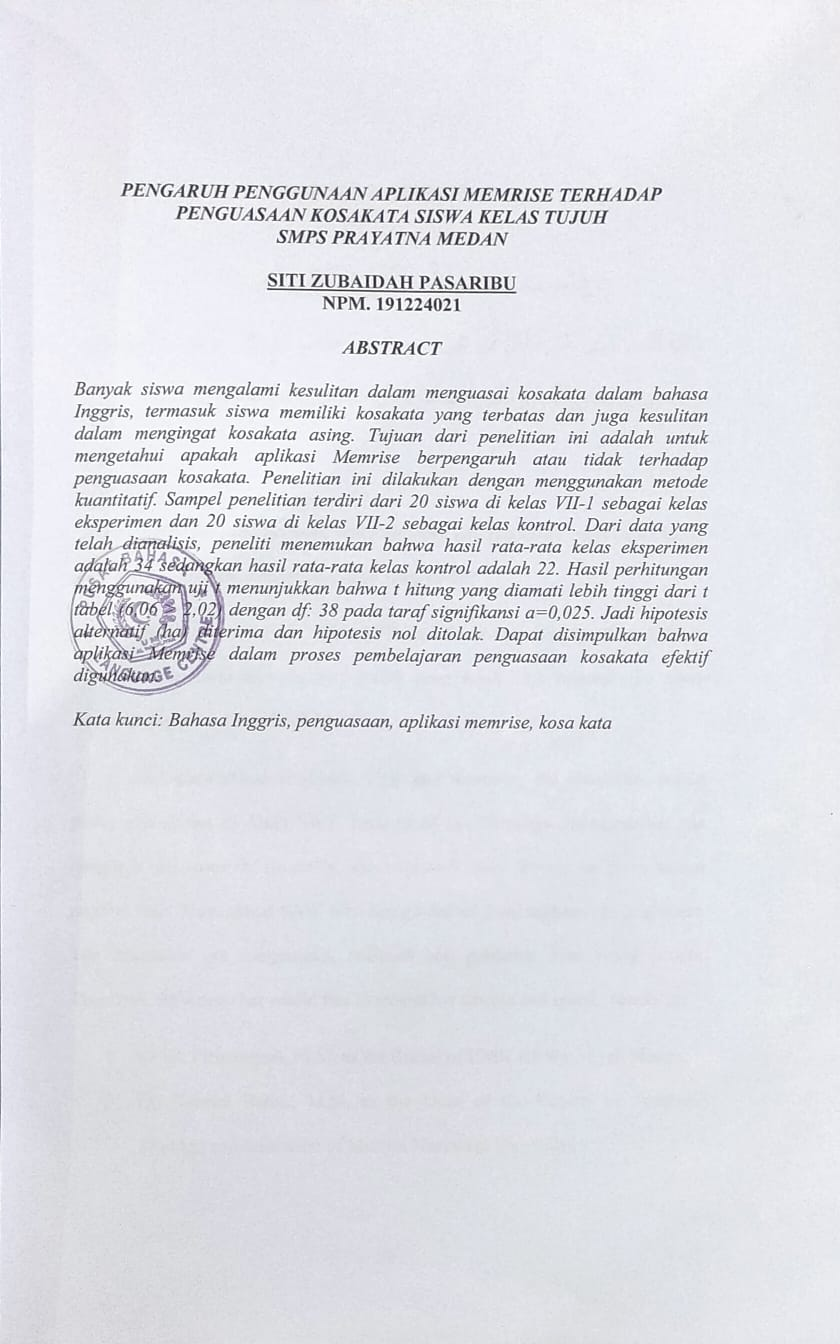 PENGARUH PENGGUNAAN APLIKASI MEMRISE TERHADAP
PENGUASAAN KOSAKATA SISWA KELAS TUJUH
SMPS PRAYATNA MEDAN
SITI ZUBAIDAH PASARIBU
NPM. 191224021
ABSTRACT
Banyak siswa mengalami kesulitan dalam menguasai kosakata dalam bahasa
Inggris, termasuk siswa memiliki kosakata yang terbatas dan juga kesulitan
dalam mengingat kosakata asing. Tujuan dari penelitian ini adalah untuk
mengetahui apakah aplikasi Memrise berpengaruh atau tidak terhadap
penguasaan kosakata. Penelitian ini dilakukan dengan menggunakan metode
kuantitatif. Sampel penelitian terdiri dari 20 siswa di kelas VII-1 sebagai kelas
eksperimen dan 20 siswa di kelas VII-2 sebagai kelas kontrol. Dari data yang
telah dianalisis, peneliti menemukan bahwa hasil rata-rata kelas eksperimen
adalah 34 sedangkan hasil rata-rata kelas kontrol adalah 22. Hasil perhitungan
menggunakan uji t menunjukkan bahwa t hitung yang diamati lebih tinggi dari t
tabel (6,06 2,02) dengan df: 38 pada taraf signifikansi a=0,025. Jadi hipotesis
alternatif (ha) diterima dan hipotesis nol ditolak. Dapat disimpulkan bahwa
aplikasi Memrise dalam proses pembelajaran penguasaan kosakata efektif
digunakan.
Kata kunci: Bahasa Inggris, penguasaan, aplikasi memrise, kosa kata
BAHASA
LANGUAGE CENTRE